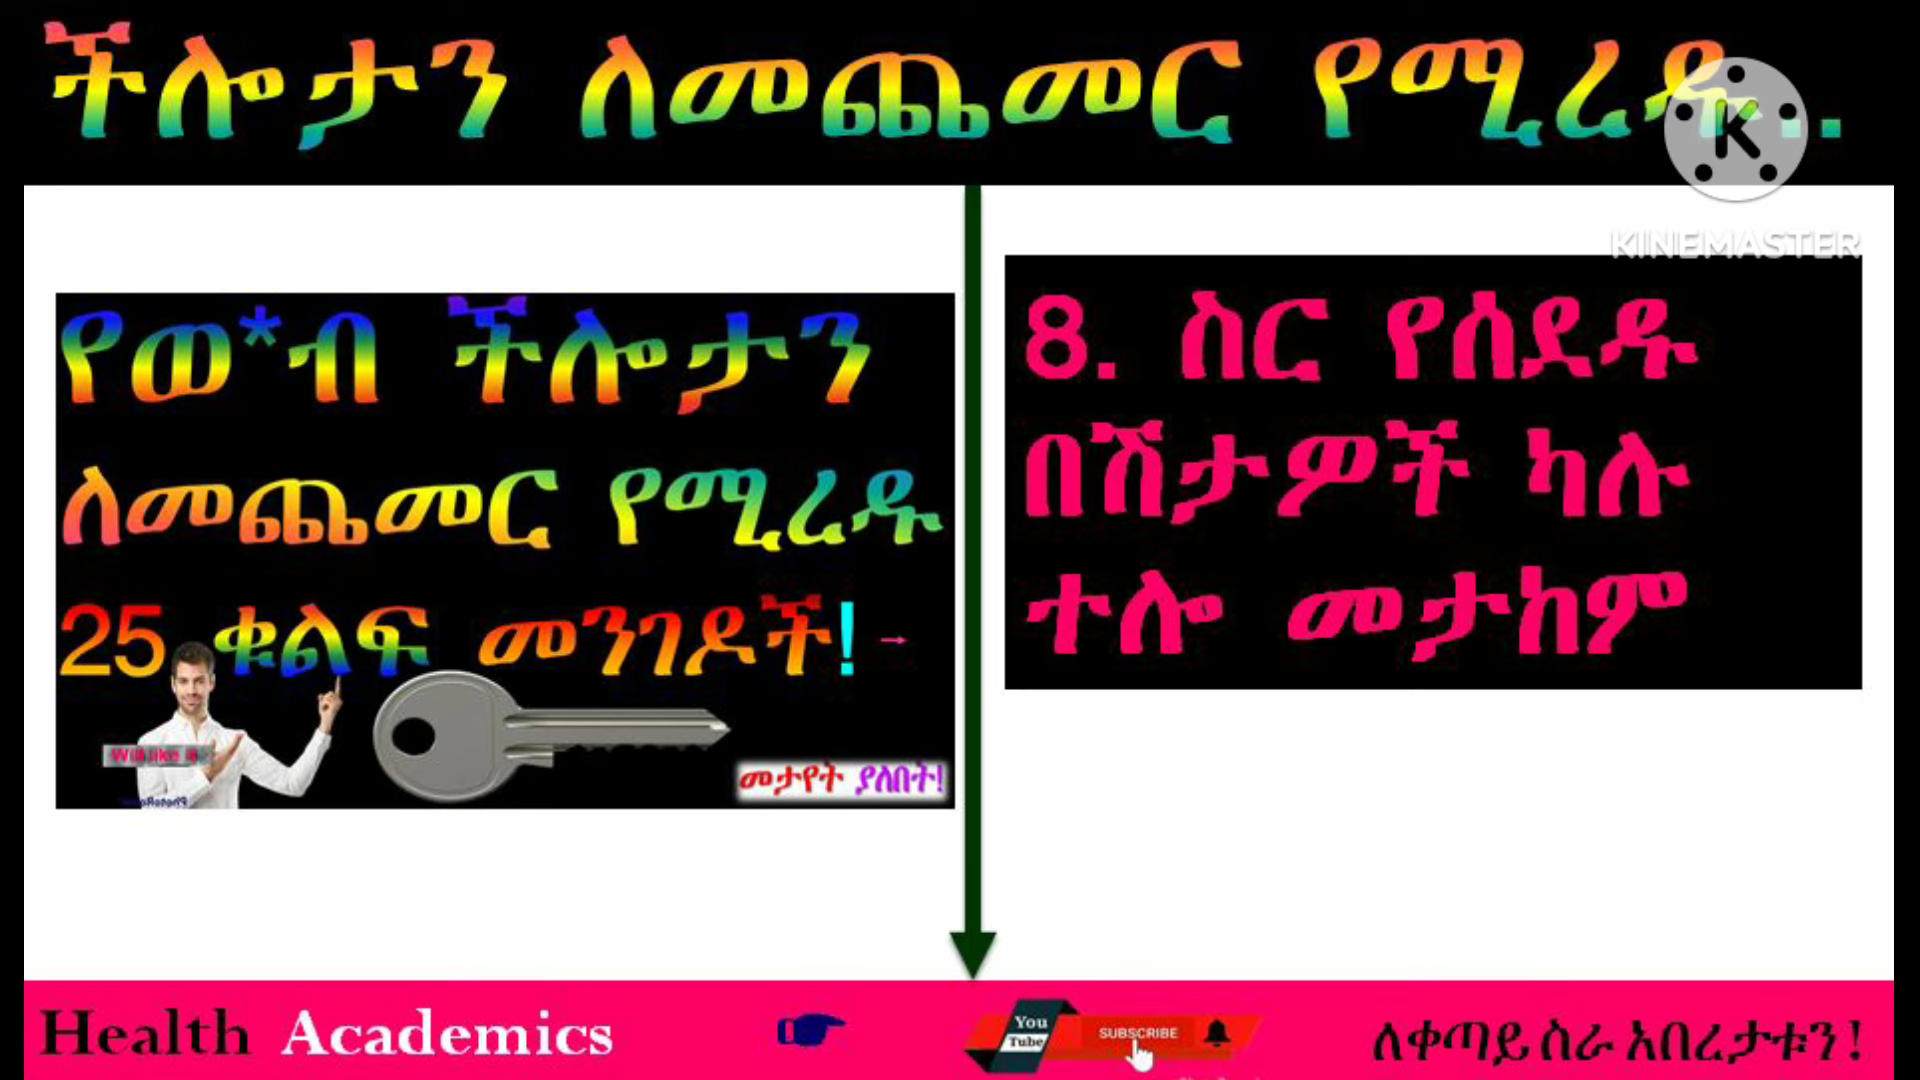 ችሎታን ለመጨመር የሚረዱ..
KINEMASTER
የወ*ብ ችሎታን
ለመጨመር የሚረዱ
25 ቁልፍ መንገዶች! →
መታየት ያለበት!
8. ስር የሰደዱ
በሽታዎች ካሉ
ተሎ መታከም
Health Academics
You
Tube
SUBSCRIBE
ለቀጣይ ስራ አበረታቱን!